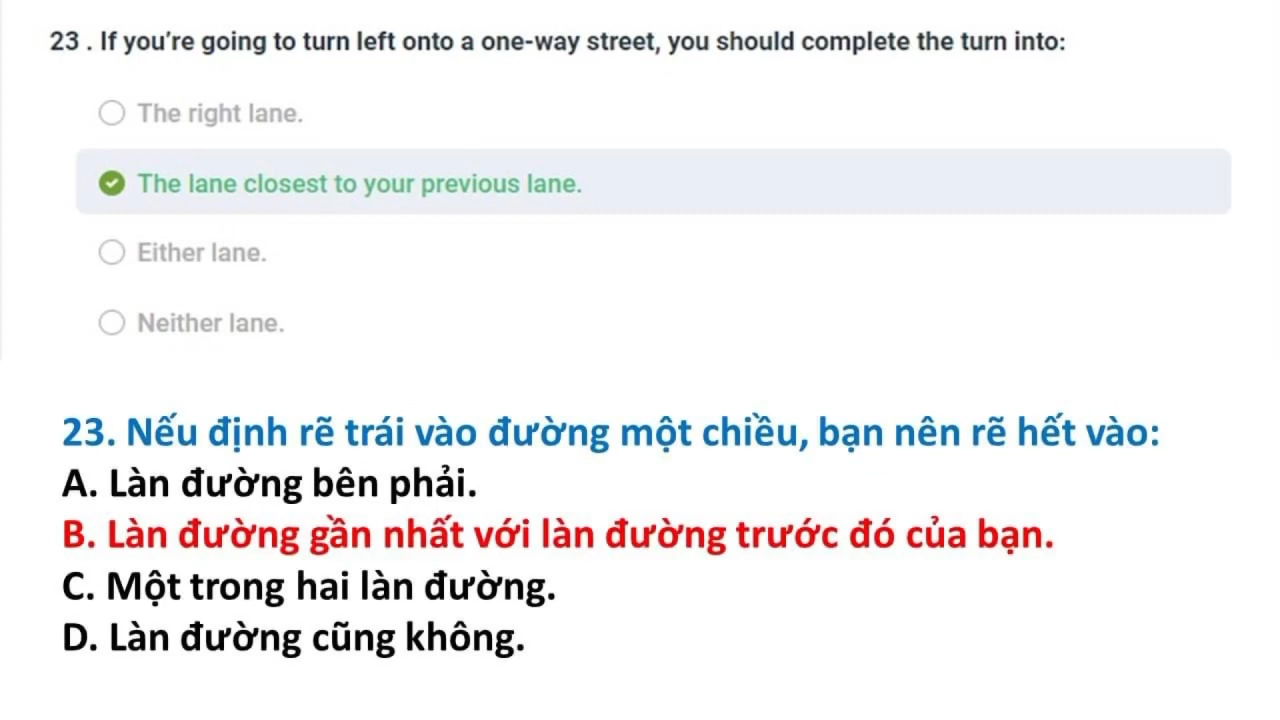 23 . If you’re going to turn left onto a one-way street, you should complete the turn into:
The right lane.
The lane closest to your previous lane.
Either lane.
Neither lane.
23. Nếu định rẽ trái vào đường một chiều, bạn nên rẽ hết vào:
A. Làn đường bên phải.
B. Làn đường gần nhất với làn đường trước đó của bạn.
C. Một trong hai làn đường.
D. Làn đường cũng không.